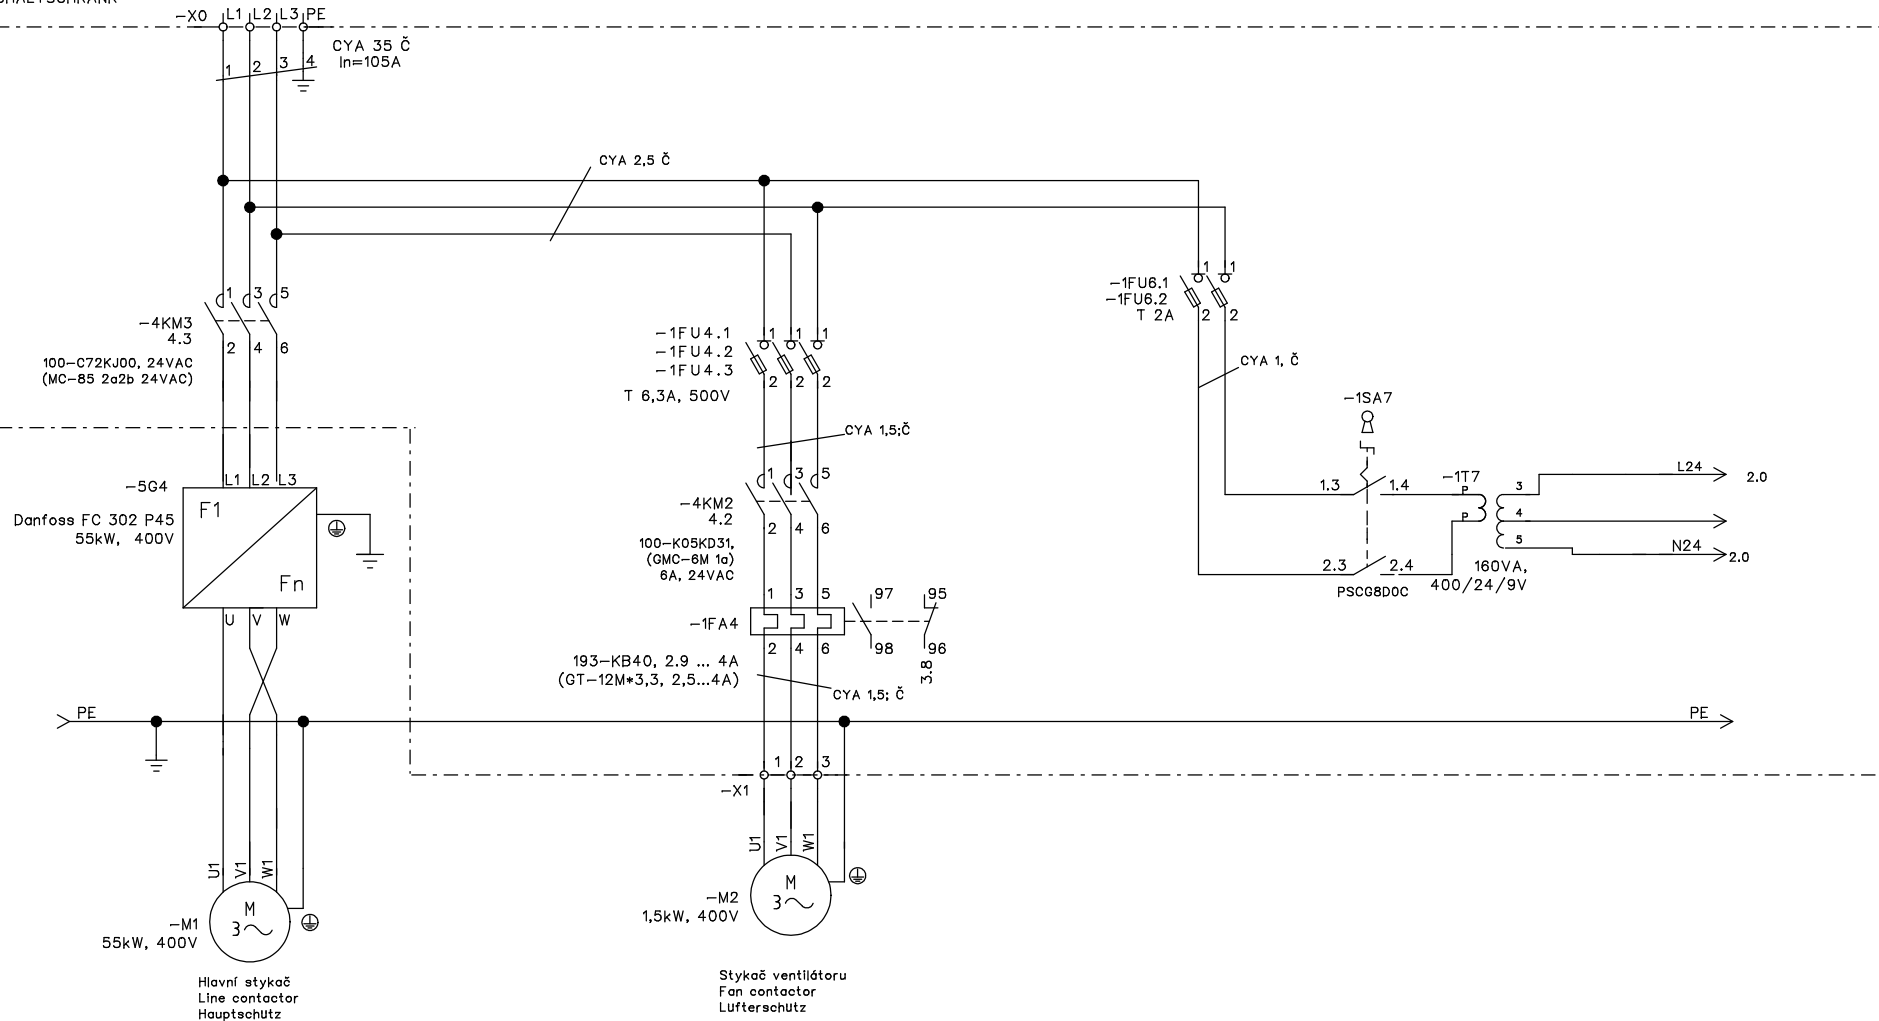 -X0 L1 L2 L3 PE
CYA 35 Č
In=105A
1 2 3 4
CYA 2,5 Č
-4KM3
4.3
1 3 5
2 4 6
100-C72KJ00, 24VAC
(MC-85 2a2b 24VAC)
-1FU4.1
-1FU4.2
-1FU4.3
T 6,3A, 500V
1 1 1
2 2 2
-1FU6.1
-1FU6.2
T 2A
1 1
2 2
CYA 1, Č
CYA 1,5;Č
-5G4
L1 L2 L3
Danfoss FC 302 P45
55kW, 400V
F1
Fn
U V W
-4KM2
4.2
1 3 5
2 4 6
100-K05KD31,
(GMC-6M 1a)
6A, 24VAC
-1SA7
1.3 1.4
2.3 2.4
PSCG8D0C
-1T7
P
P
3
4
5
160VA,
400/24/9V
L24
2.0
N24
2.0
-1FA4
1 3 5
2 4 6
97
98
95
96
3.8
193-KB40, 2.9 ... 4A
(GT-12M*3,3, 2,5...4A)
CYA 1,5; Č
PE
PE
-X1
1 2 3
U1 V1 W1
M
3
-M1
55kW, 400V
Hlavní stykač
Line contactor
Hauptschütz
U1 V1 W1
M
3
-M2
1,5kW, 400V
Stykač ventilátoru
Fan contactor
Lüfterschütz